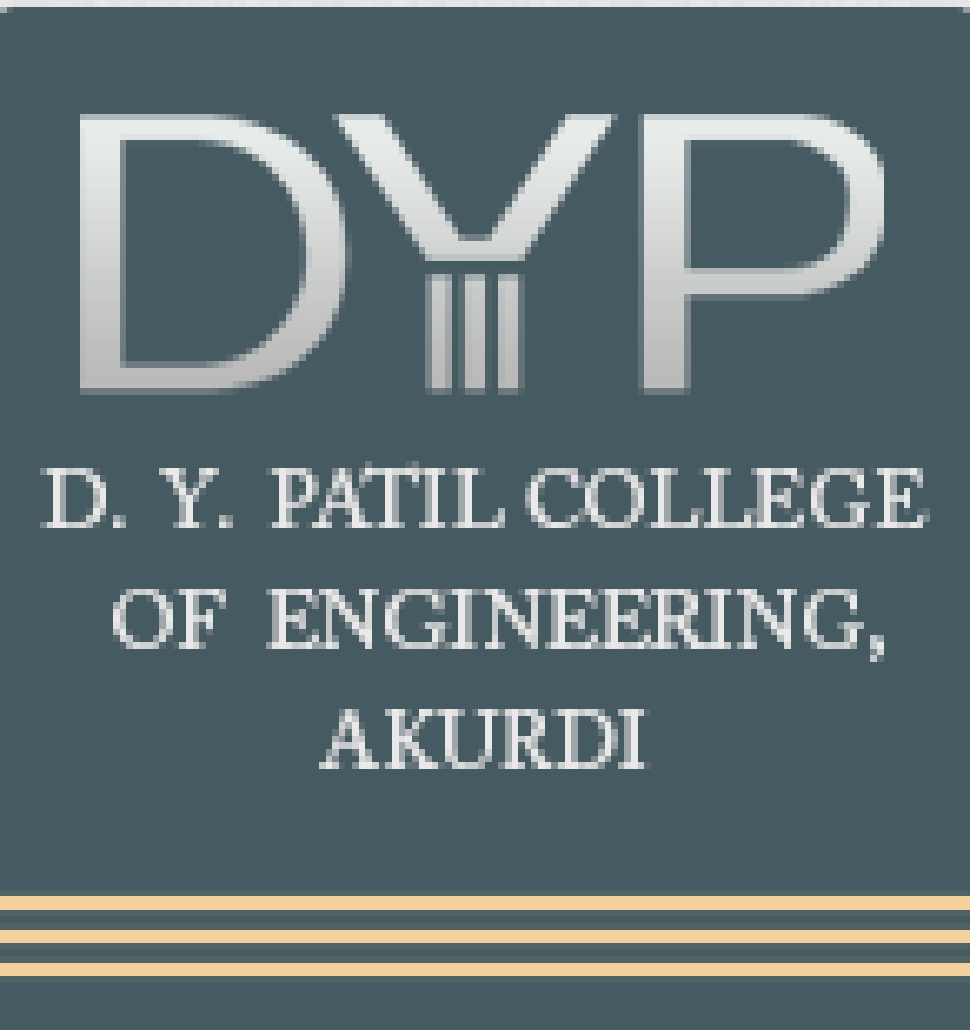 DYP
D. Y. PATIL COLLEGE
OF ENGINEERING,
AKURDI